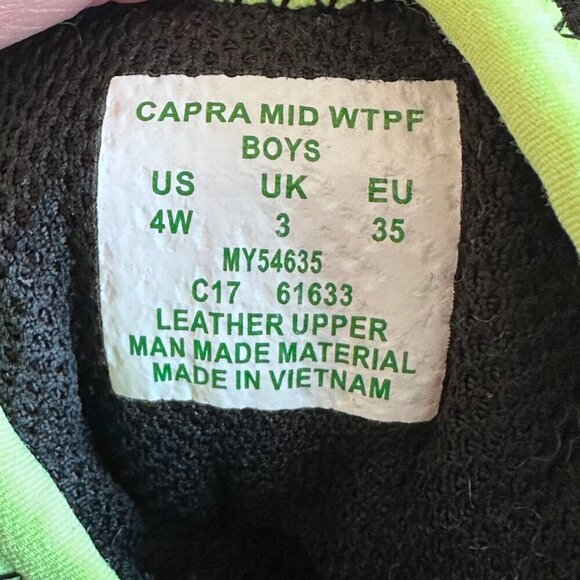 CAPRA MID WTPF
BOYS
US UK EU
4W 3 35
MY54635
C17 61633
LEATHER UPPER
MAN MADE MATERIAL
MADE IN VIETNAM